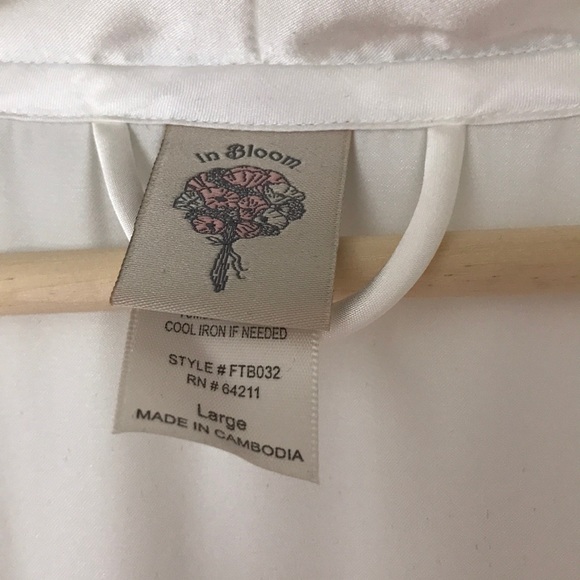 In Bloom
COOL IRON IF NEEDED
STYLE # FTB032
RN # 64211
Large
MADE IN CAMBODIA